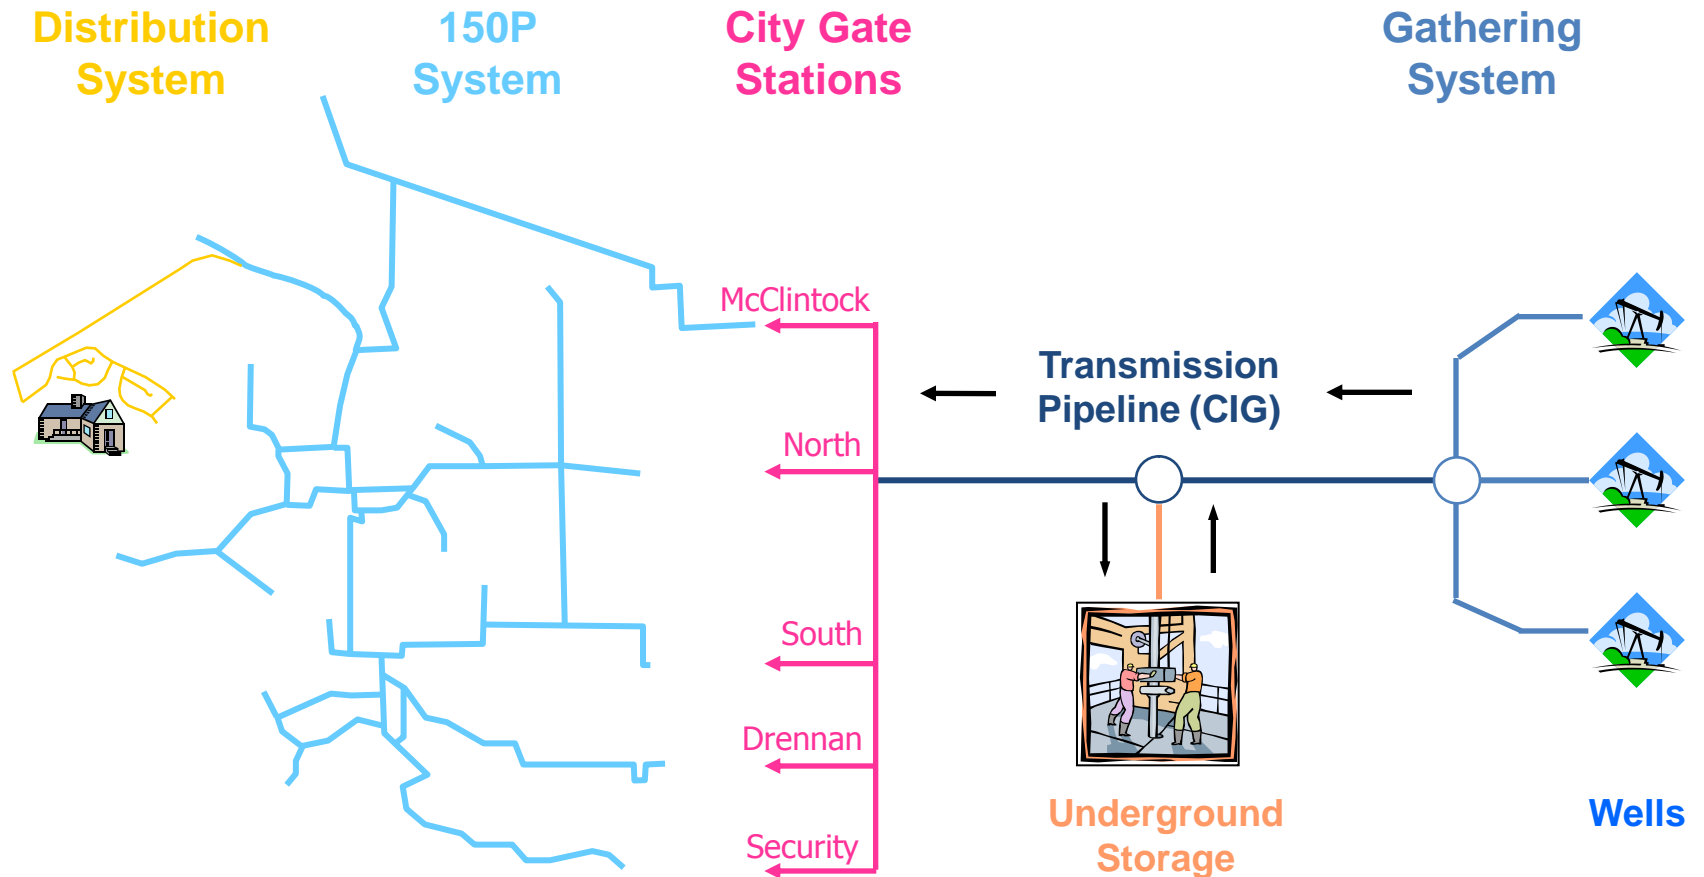 Distribution
System
150P
System
City Gate
Stations
Gathering
System
McClintock
North
South
Drennan
Security
Transmission
Pipeline (CIG)
Underground
Storage
Wells